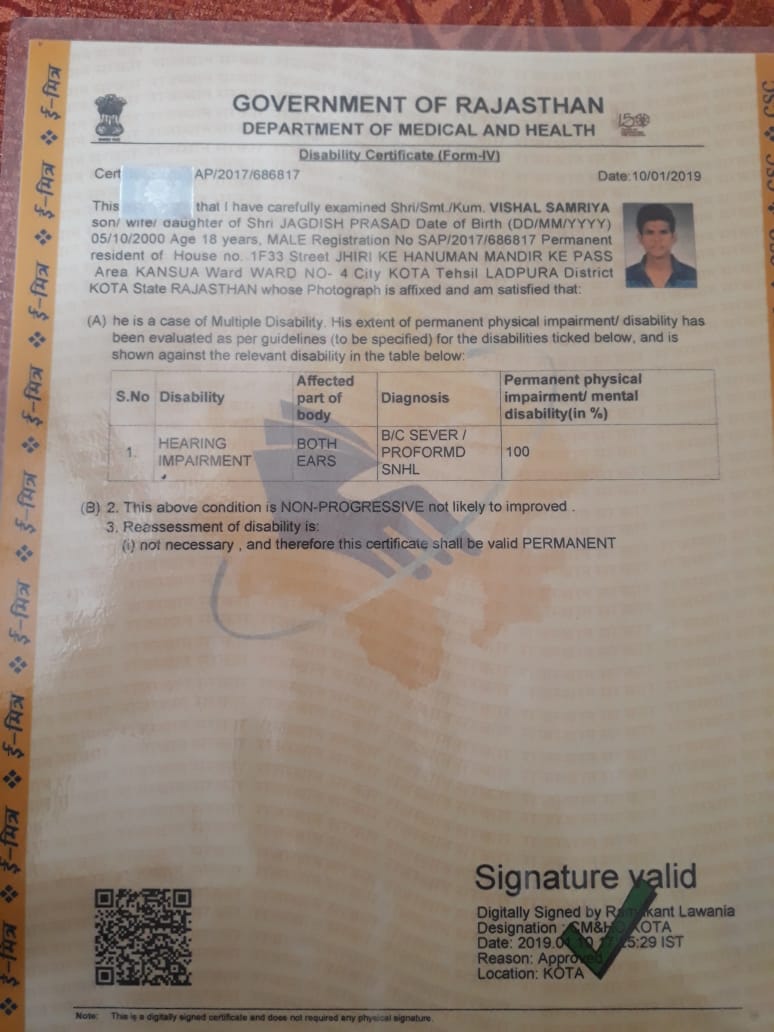 GOVERNMENT OF RAJASTHAN
DEPARTMENT OF MEDICAL AND HEALTH
150
Disability Certificate (Form-IV)
Cert AP/2017/686817 Date:10/01/2019
This that I have carefully examined Shri/Smt./Kum. VISHAL SAMRIYA
son/ wife/ daughter of Shri JAGDISH PRASAD Date of Birth (DD/MM/YYYY)
05/10/2000 Age 18 years, MALE Registration No SAP/2017/686817 Permanent
resident of House no. 1F33 Street JHIRI KE HANUMAN MANDIR KE PASS
Area KANSUA Ward WARD NO- 4 City KOTA Tehsil LADPURA District
KOTA State RAJASTHAN whose Photograph is affixed and am satisfied that:
(A) he is a case of Multiple Disability. His extent of permanent physical impairment/ disability has
been evaluated as per guidelines (to be specified) for the disabilities ticked below, and is
shown against the relevant disability in the table below:
S.No Disability Affected part of body Diagnosis Permanent physical impairment/ mental disability(in %)
1. HEARING IMPAIRMENT BOTH EARS B/C SEVER / PROFORMD SNHL 100
(B) 2. This above condition is NON-PROGRESSIVE not likely to improved .
3. Reassessment of disability is:
(i) not necessary , and therefore this certificate shall be valid PERMANENT
Signature valid
Digitally Signed by Ramakant Lawania
Designation : CM&HO KOTA
Date: 2019.01.10 17: 5:29 IST
Reason: Approved
Location: KOTA
Note: This is a digitally signed certificate and does not required any physical signature.
ई-मित्र ❖ ई-मित्र ❖ ई-मित्र ❖ ई-मित्र ❖ ई-मित्र ❖ ई-मित्र ❖ ई-मित्र ❖ ई-मित्र ❖ ई-मित्र